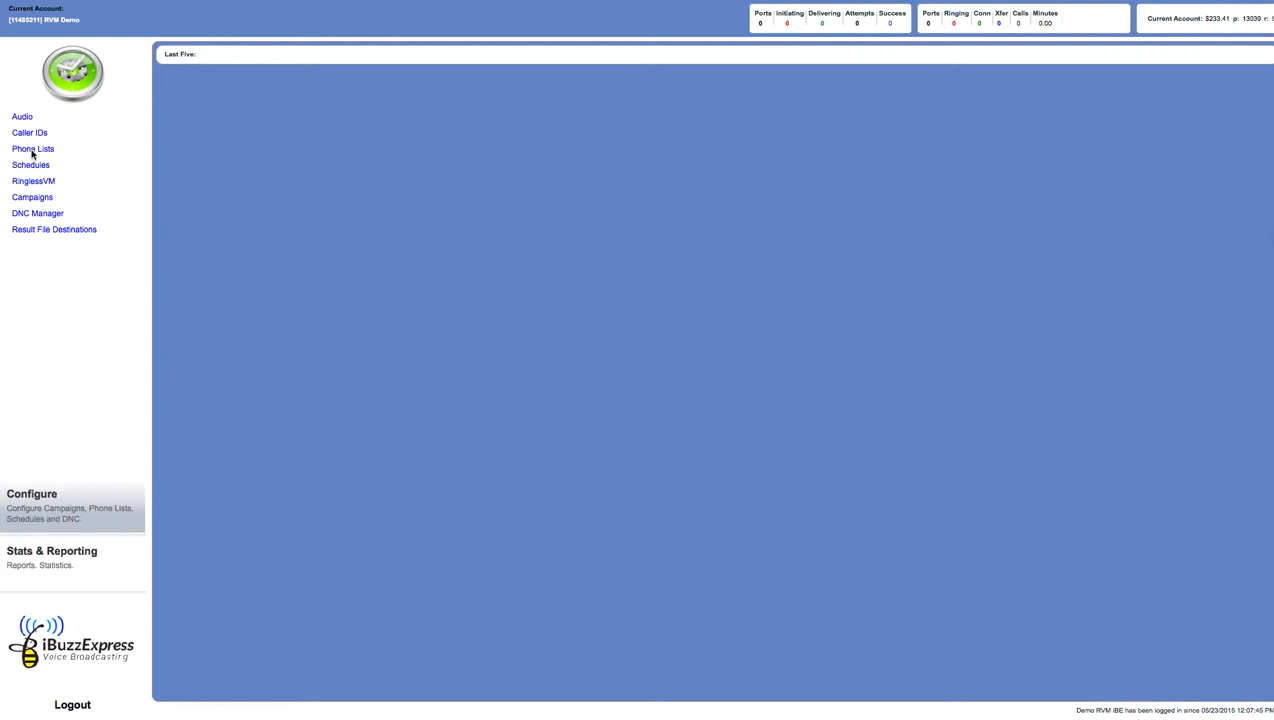 Current Account:
[11485211] RVM Demo
Ports Initiating Delivering Attempts Success
0 0 0 0 0
Ports Ringing Conn Xfer Calls Minutes
0 0 0 0 0 0.00
Current Account: $233.41 p: 13039 r:
Last Five:
Audio
Caller IDs
Phone Lists
Schedules
RinglessVM
Campaigns
DNC Manager
Result File Destinations
Configure
Configure Campaigns, Phone Lists,
Schedules and DNC.
Stats & Reporting
Reports. Statistics.
iBuzzExpress
Voice Broadcasting
Logout
Demo RVM iBE has been logged in since 05/23/2015 12:07:45 PM